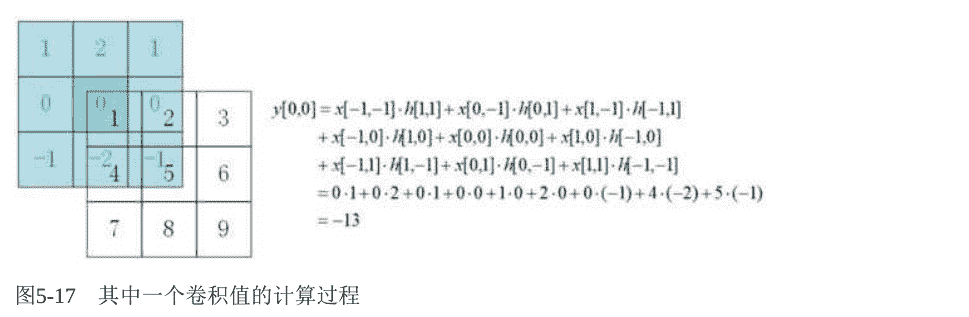 1 2 1
0 0 0
1 2 3
-1 -2 -1
4 5 6
7 8 9
y[0,0] = x[-1,-1]·h[1,1] + x[0,-1]·h[0,1] + x[1,-1]·h[-1,1]
+ x[-1,0]·h[1,0] + x[0,0]·h[0,0] + x[1,0]·h[-1,0]
+ x[-1,1]·h[1,-1] + x[0,1]·h[0,-1] + x[1,1]·h[-1,-1]
= 0·1 + 0·2 + 0·1 + 0·0 + 1·0 + 2·0 + 0·(-1) + 4·(-2) + 5·(-1)
= -13
图5-17 其中一个卷积值的计算过程